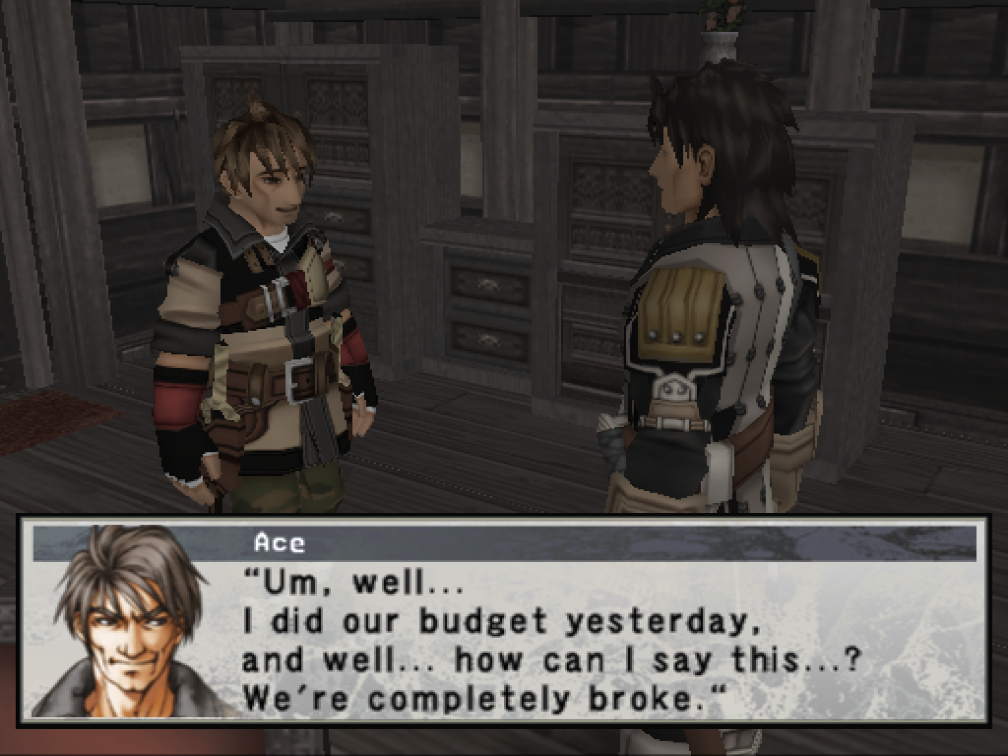 Ace
“Um, well...
I did our budget yesterday,
and well... how can I say this...?
We're completely broke.“